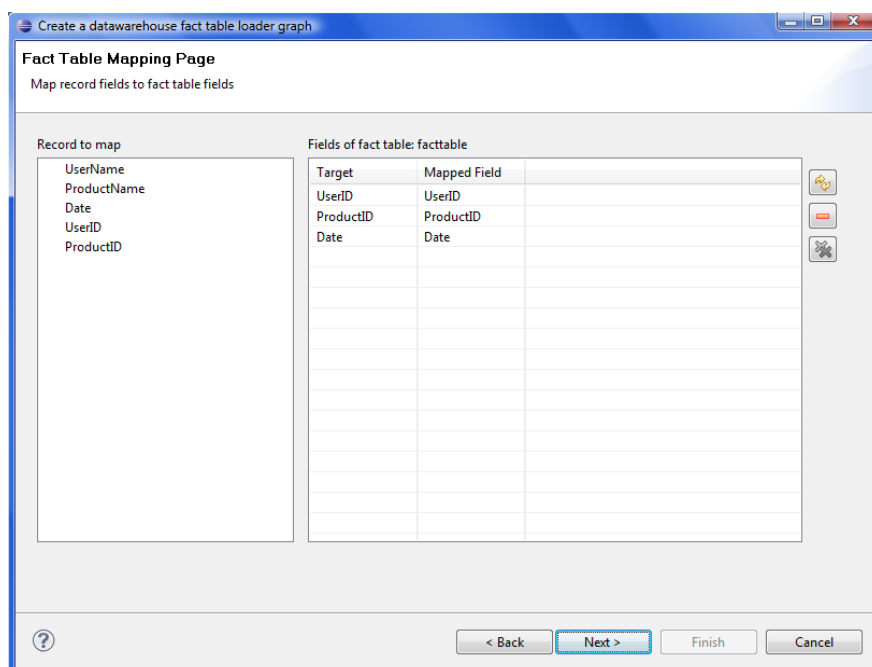 Create a datawarehouse fact table loader graph
Fact Table Mapping Page
Map record fields to fact table fields
Record to map
UserName
ProductName
Date
UserID
ProductID
Fields of fact table: facttable
Target Mapped Field
UserID UserID
ProductID ProductID
Date Date
< Back Next > Finish Cancel